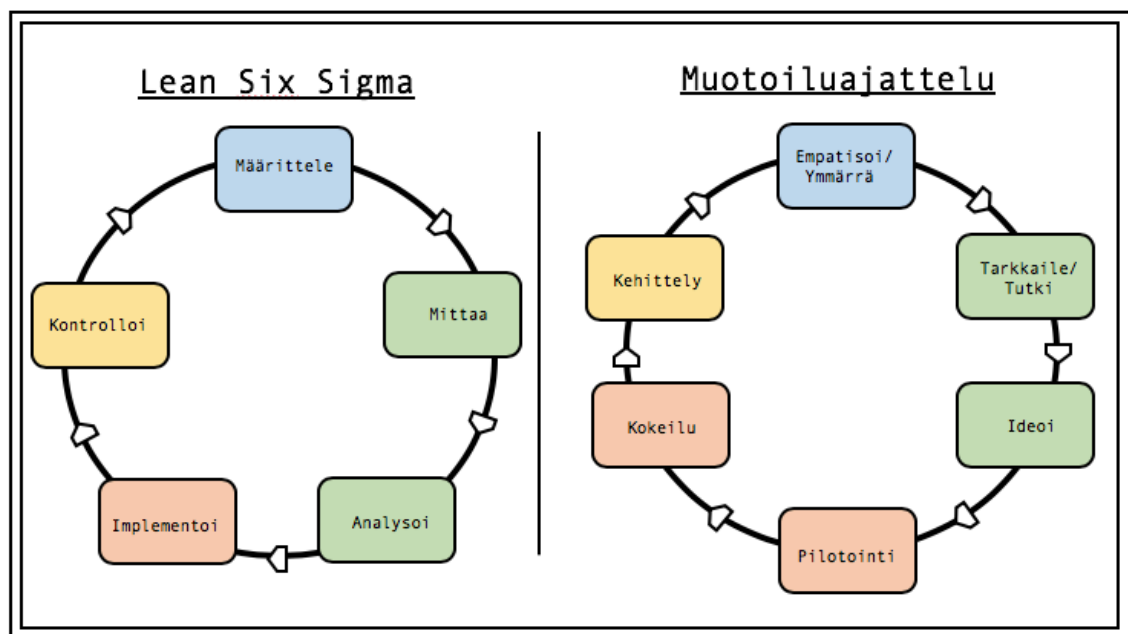 Lean Six Sigma
Määrittele
Mittaa
Analysoi
Implementoi
Kontrolloi
Muotoiluajattelu
Empatisoi/
Ymmärrä
Tarkkaile/
Tutki
Ideoi
Pilotointi
Kokeilu
Kehittely